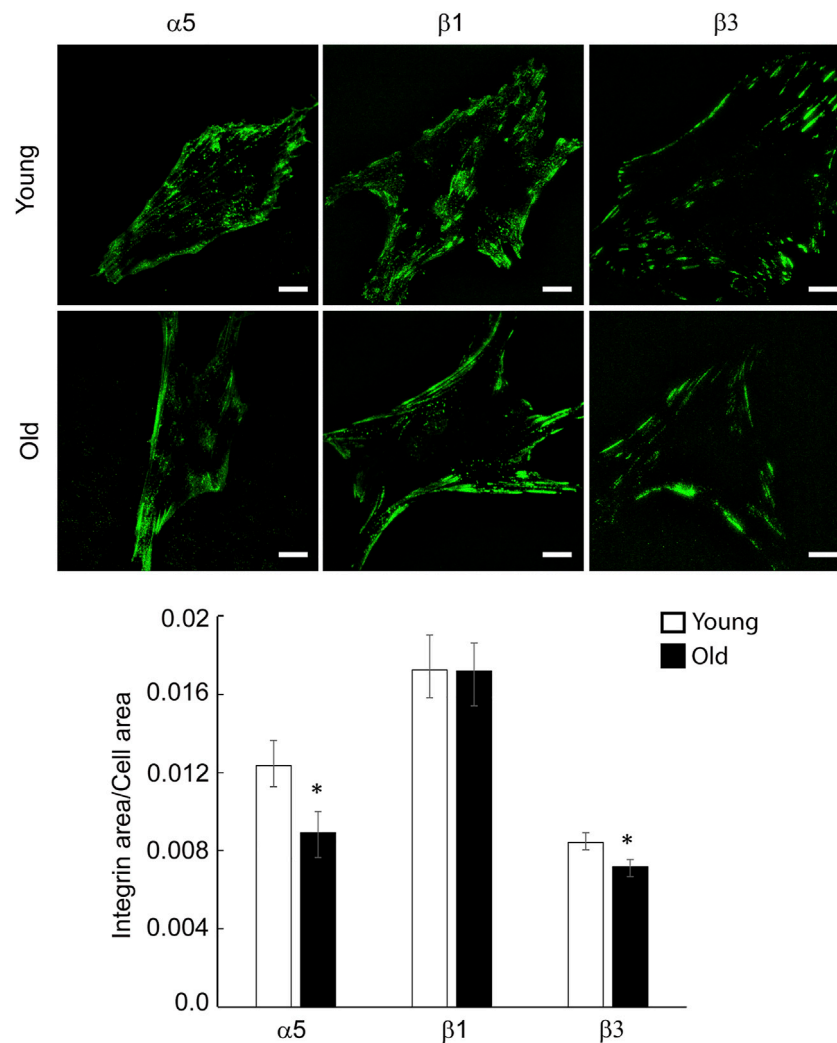 α5 β1 β3
Young
Old
0.02
0.016
0.012
0.008
0.004
0.0
Integrin area/Cell area
Young
Old
*
*
α5 β1 β3